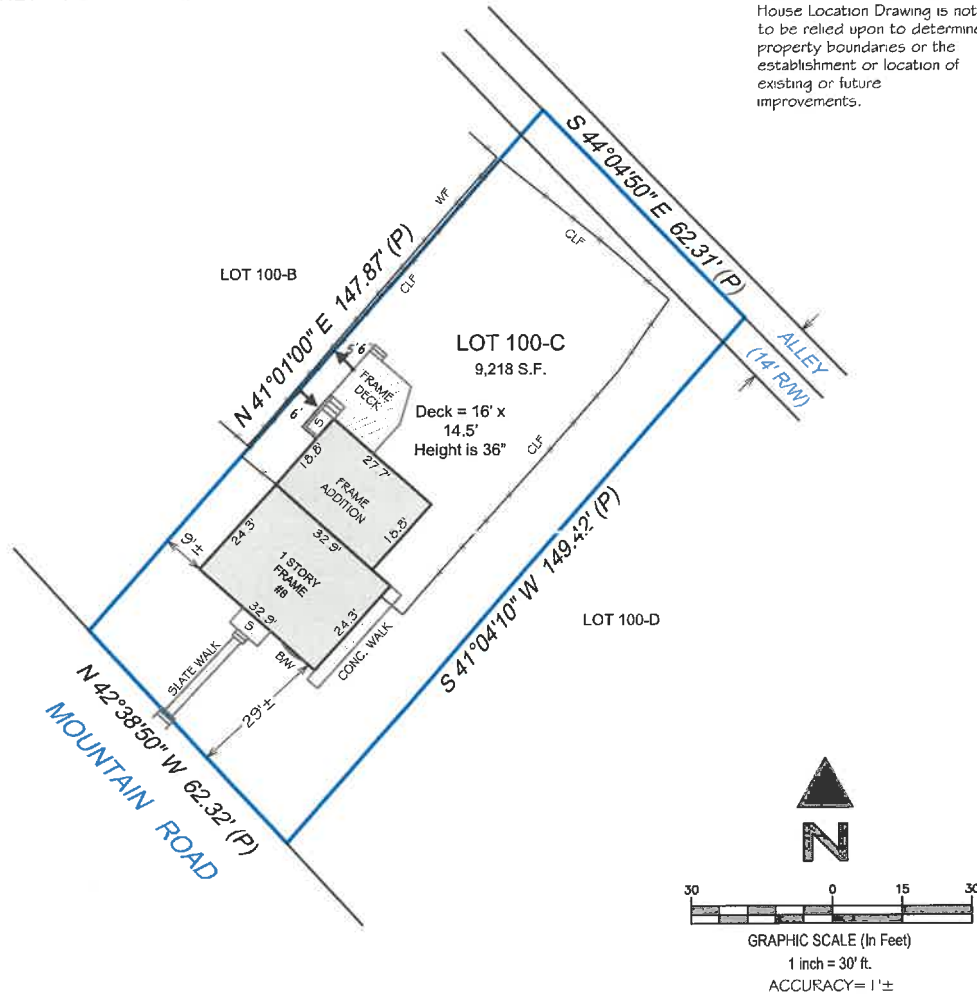 House Location Drawing is not
to be relied upon to determine
property boundaries or the
establishment or location of
existing or future
improvements.
S 44°04'50" E 62.31' (P)
WF
CLF
LOT 100-B
N 41°01'00" E 147.87' (P)
CLF
LOT 100-C
9,218 S.F.
ALLEY
(14' R/W)
5'6
FRAME
DECK
6'
S
Deck = 16' x
14.5'
Height is 36"
CLF
18.8'
27.7'
FRAME
ADDITION
18.8'
S 41°04'10" W 149.42' (P)
24.3'
32.9'
9'±
1 STORY
FRAME
#8
LOT 100-D
32.9'
24.3'
S
B/W
CONC. WALK
SLATE WALK
29'±
N 42°38'50" W 62.32' (P)
MOUNTAIN ROAD
N
30 0 15 30
GRAPHIC SCALE (In Feet)
1 inch = 30' ft.
ACCURACY= 1'±